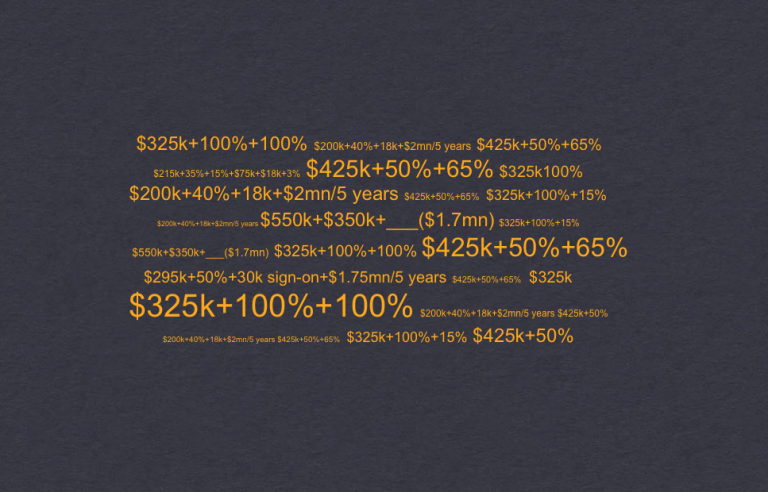 $325k+100%+100% $200k+40%+18k+$2mn/5 years $425k+50%+65%
$215k+35%+15%+$75k+$18k+3% $425k+50%+65% $325k100%
$200k+40%+18k+$2mn/5 years $425k+50%+65% $325k+100%+15%
$200k+40%+18k+$2mn/5 years $550k+$350k+___($1.7mn) $325k+100%+15%
$550k+$350k+___($1.7mn) $325k+100%+100% $425k+50%+65%
$295k+50%+30k sign-on+$1.75mn/5 years $425k+50%+65% $325k
$325k+100%+100% $200k+40%+18k+$2mn/5 years $425k+50%
$200k+40%+18k+$2mn/5 years $425k+50%+65% $325k+100%+15% $425k+50%